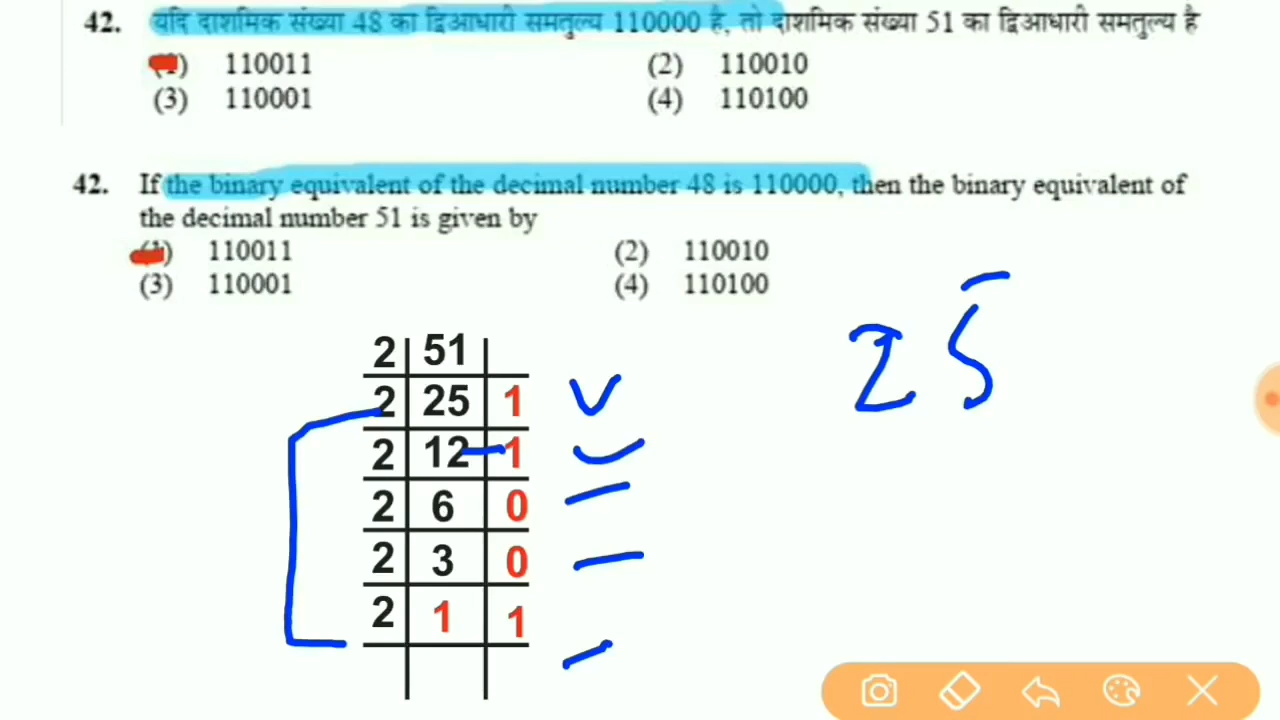 42. यदि दाशमिक संख्या 48 का द्विआधारी समतुल्य 110000 है, तो दाशमिक संख्या 51 का द्विआधारी समतुल्य है
110011 (2) 110010
(3) 110001 (4) 110100
42. If the binary equivalent of the decimal number 48 is 110000, then the binary equivalent of
the decimal number 51 is given by
110011 (2) 110010
(3) 110001 (4) 110100
2 51
2 25 1
2 12 1
2 6 0
2 3 0
2 1 1
25